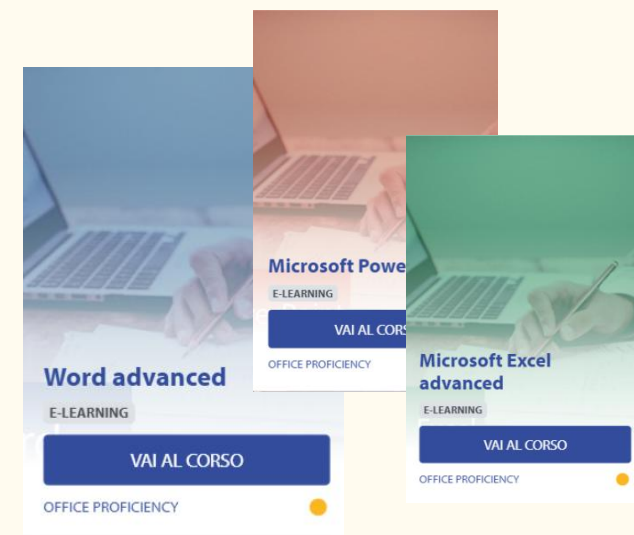 Word advanced
E-LEARNING
VAI AL CORSO
OFFICE PROFICIENCY
Microsoft Powe
E-LEARNING
VAI AL CORS
OFFICE PROFICIENCY
Microsoft Excel
advanced
E-LEARNING
VAI AL CORSO
OFFICE PROFICIENCY